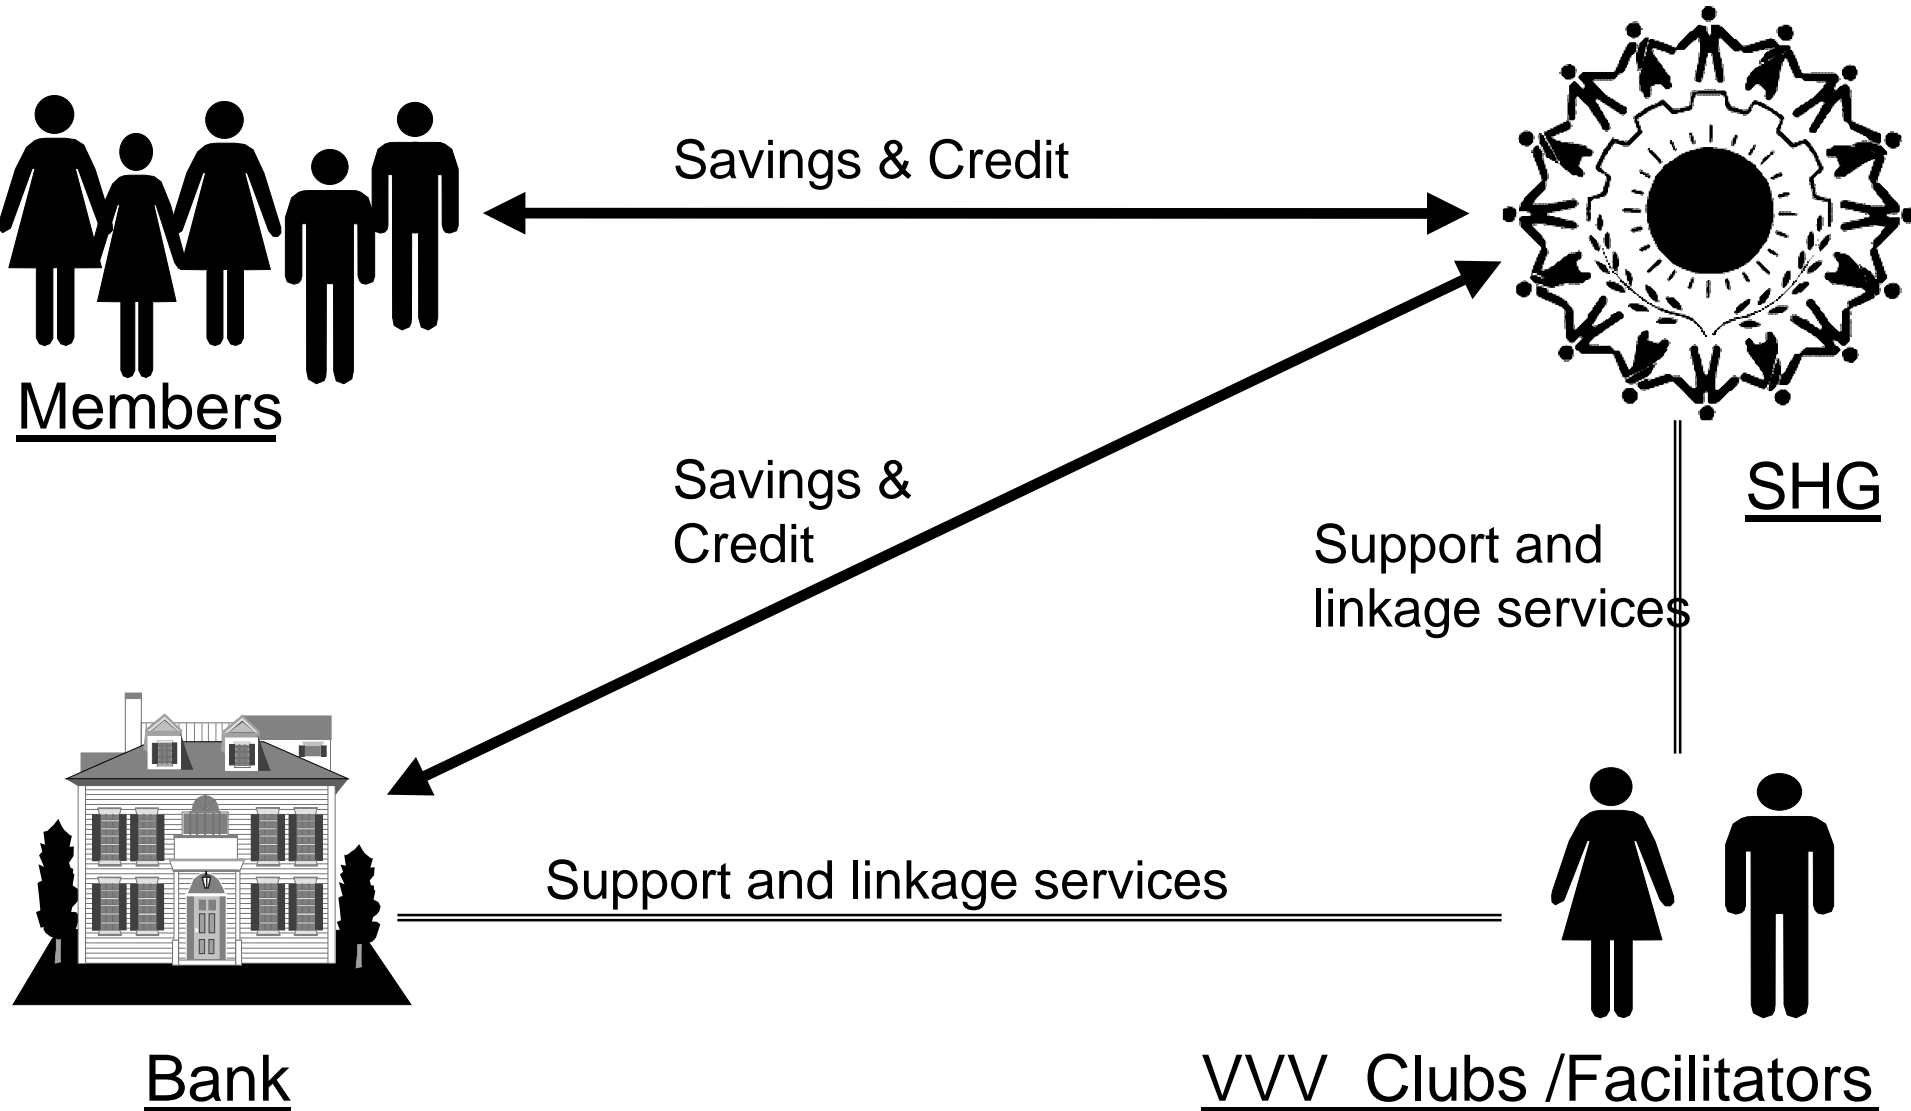 Savings & Credit
Members
Savings &
Credit
SHG
Support and
linkage services
Support and linkage services
Bank
VVV Clubs /Facilitators